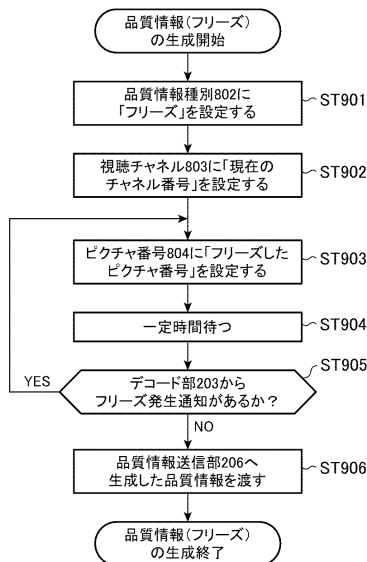 品質情報(フリーズ)
の生成開始
品質情報種別802に
「フリーズ」を設定する
ST901
視聴チャネル803に「現在の
チャネル番号」を設定する
ST902
ピクチャ番号804に「フリーズした
ピクチャ番号」を設定する
ST903
一定時間待つ
ST904
ST905
YES
デコード部203から
フリーズ発生通知があるか?
NO
品質情報送信部206へ
生成した品質情報を渡す
ST906
品質情報(フリーズ)
の生成終了